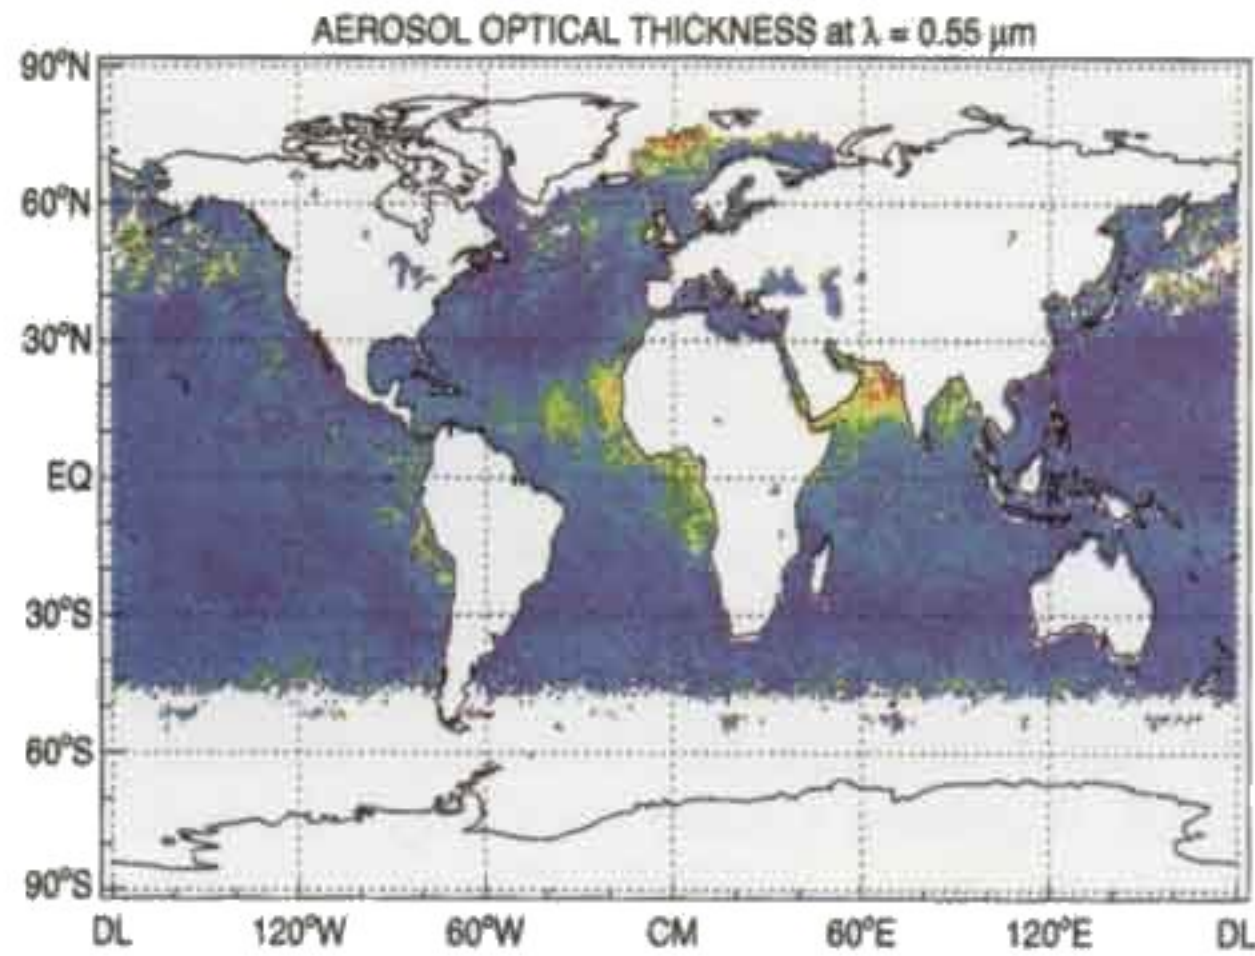 AEROSOL OPTICAL THICKNESS at λ = 0.55 μm
90°N
60°N
30°N
EQ
30°S
60°S
90°S
DL 120°W 60°W CM 60°E 120°E DL